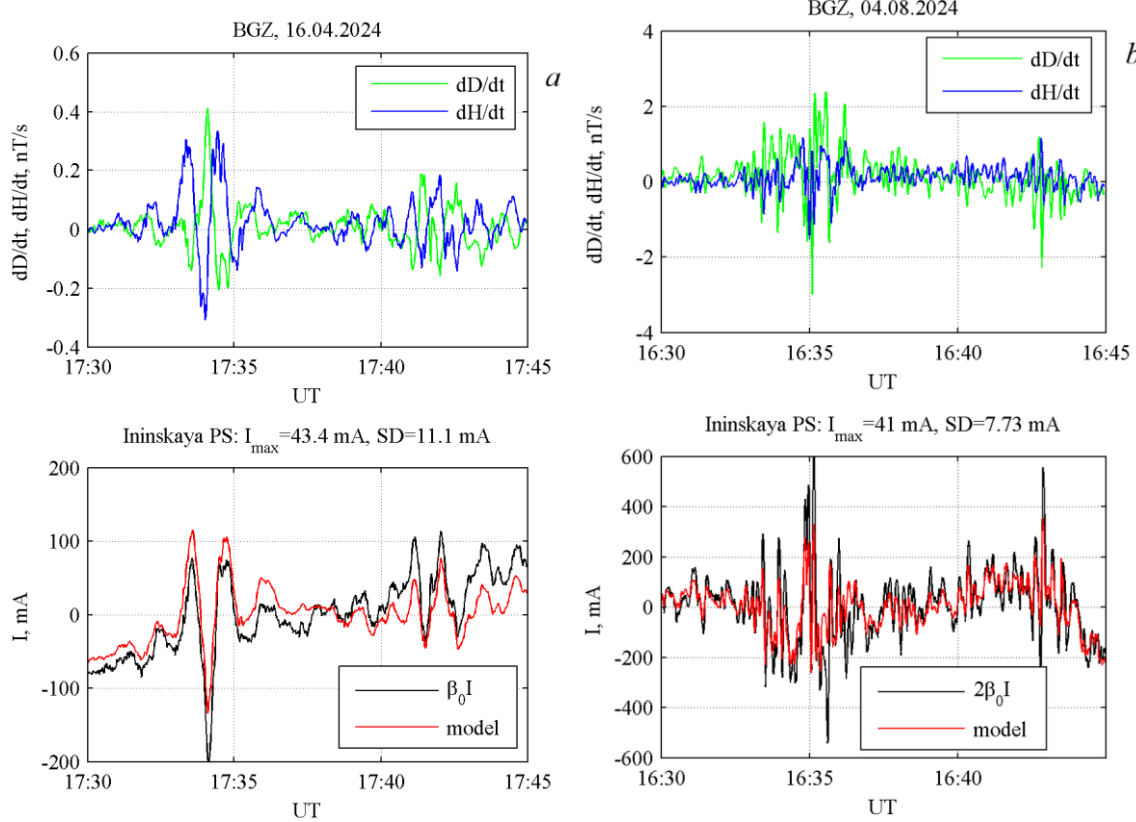 BGZ, 16.04.2024
a
0.6
0.4
0.2
0
-0.2
-0.4
dD/dt, dH/dt, nT/s
dD/dt
dH/dt
17:30
17:35
17:40
17:45
UT
BGZ, 04.08.2024
b
4
2
0
-2
-4
dD/dt, dH/dt, nT/s
dD/dt
dH/dt
16:30
16:35
16:40
16:45
UT
Ininskaya PS: I_max=43.4 mA, SD=11.1 mA
200
100
0
-100
-200
I, mA
β₀I
model
17:30
17:35
17:40
17:45
UT
Ininskaya PS: I_max=41 mA, SD=7.73 mA
600
400
200
0
-200
-400
-600
I, mA
2β₀I
model
16:30
16:35
16:40
UT